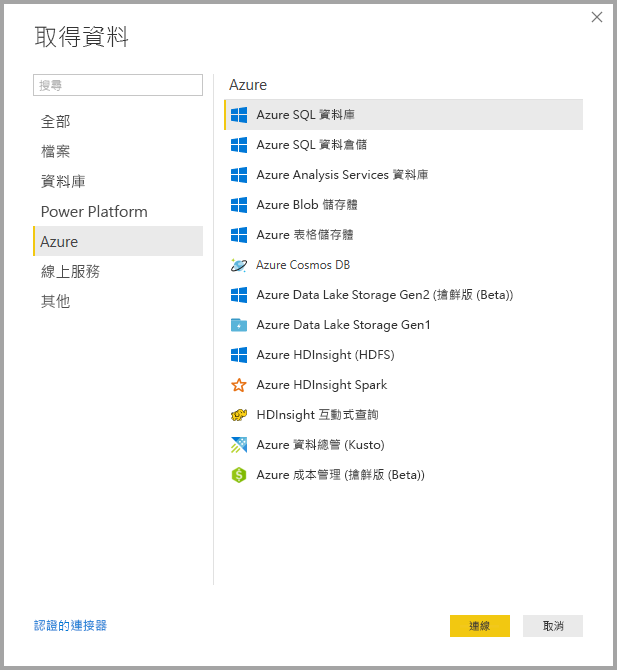 取得資料
搜尋
全部
檔案
資料庫
Power Platform
Azure
線上服務
其他
Azure
Azure SQL 資料庫
Azure SQL 資料倉儲
Azure Analysis Services 資料庫
Azure Blob 儲存體
Azure 表格儲存體
Azure Cosmos DB
Azure Data Lake Storage Gen2 (搶鮮版 (Beta))
Azure Data Lake Storage Gen1
Azure HDInsight (HDFS)
Azure HDInsight Spark
HDInsight 互動式查詢
Azure 資料總管 (Kusto)
Azure 成本管理 (搶鮮版 (Beta))
認證的連接器
連線
取消